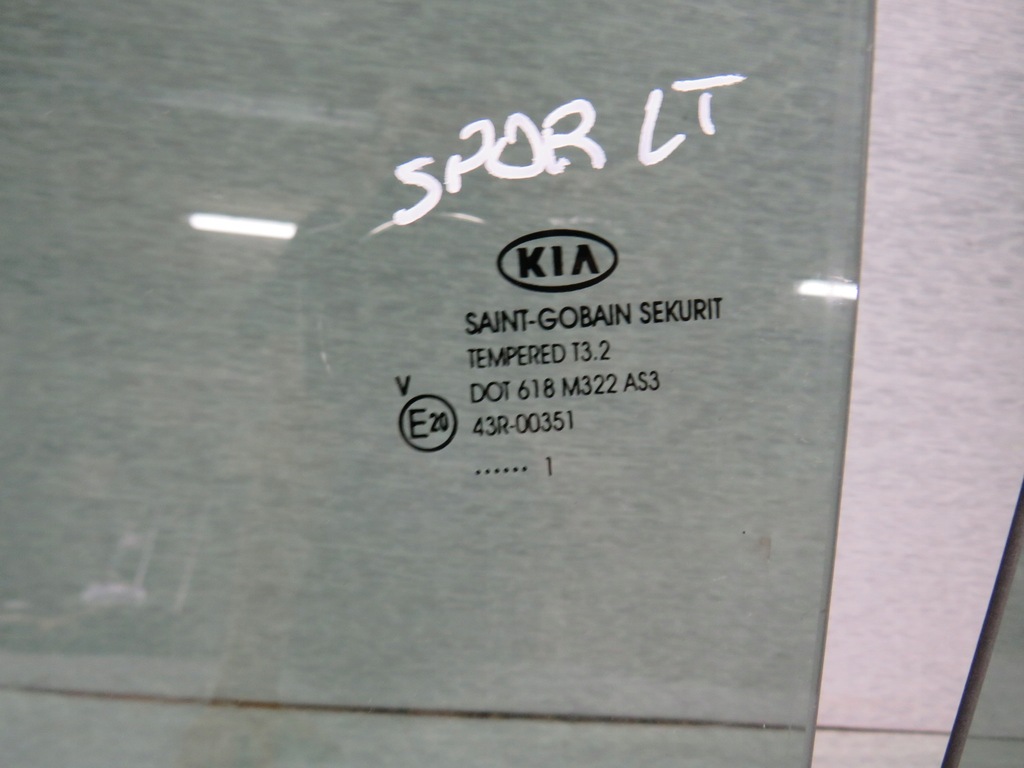 SPOR LT
KIA
SAINT-GOBAIN SEKURIT
TEMPERED T3.2
V
DOT 618 M322 AS3
E20 43R-00351
...... 1